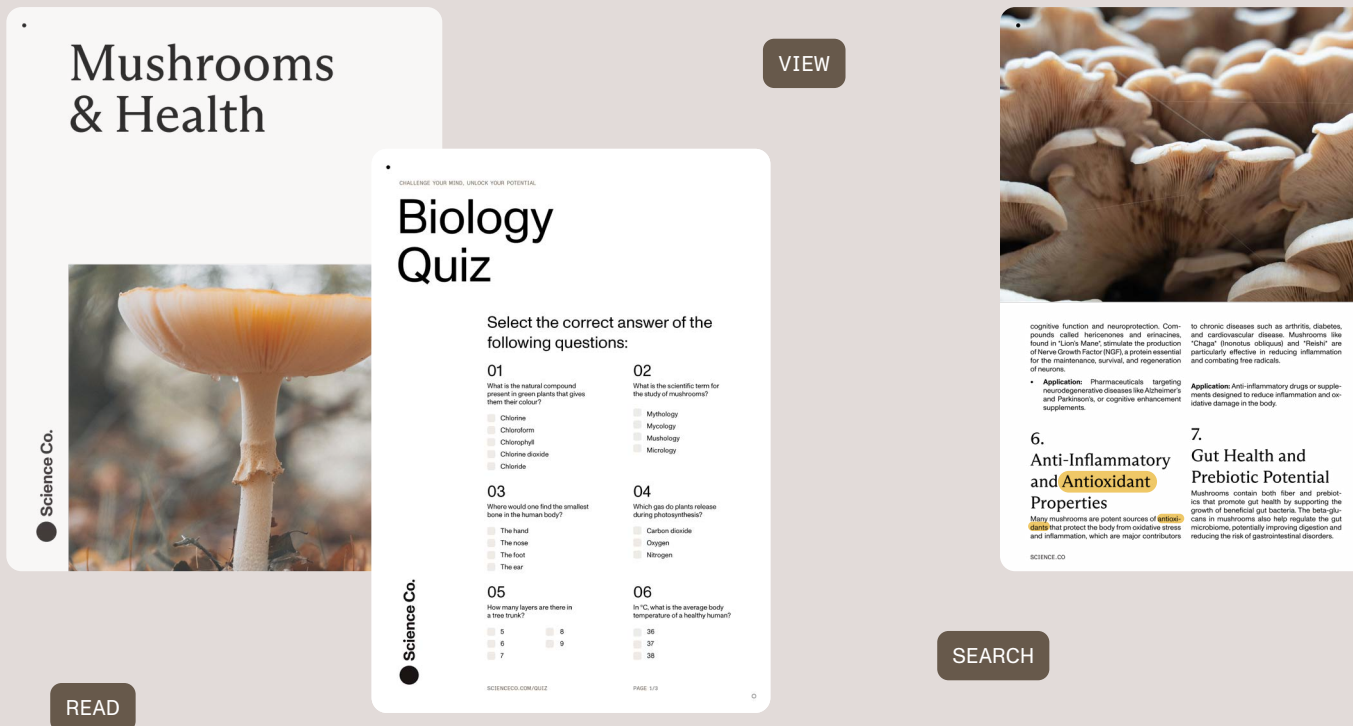 Mushrooms
& Health
Science Co.
READ
CHALLENGE YOUR MIND, UNLOCK YOUR POTENTIAL
Biology
Quiz
Select the correct answer of the
following questions:
01
What is the natural compound
present in green plants that gives
them their colour?
Chlorine
Chloroform
Chlorophyll
Chlorine dioxide
Chloride
02
What is the scientific term for
the study of mushrooms?
Mythology
Mycology
Mushology
Micrology
03
Where would one find the smallest
bone in the human body?
The hand
The nose
The foot
The ear
04
Which gas do plants release
during photosynthesis?
Carbon dioxide
Oxygen
Nitrogen
05
How many layers are there in
a tree trunk?
5
6
7
8
9
06
In °C, what is the average body
temperature of a healthy human?
36
37
38
Science Co.
SCIENCECO.COM/QUIZ
PAGE 1/3
VIEW
cognitive function and neuroprotection. Com-
pounds called hericenones and erinacines,
found in "Lion's Mane", stimulate the production
of Nerve Growth Factor (NGF), a protein essential
for the maintenance, survival, and regeneration
of neurons.
• Application: Pharmaceuticals targeting
neurodegenerative diseases like Alzheimer's
and Parkinson's, or cognitive enhancement
supplements.
6.
Anti-Inflammatory
and Antioxidant
Properties
Many mushrooms are potent sources of antioxi-
dants that protect the body from oxidative stress
and inflammation, which are major contributors
to chronic diseases such as arthritis, diabetes,
and cardiovascular disease. Mushrooms like
"Chaga" (Inonotus obliquus) and "Reishi" are
particularly effective in reducing inflammation
and combating free radicals.
Application: Anti-inflammatory drugs or supple-
ments designed to reduce inflammation and ox-
idative damage in the body.
7.
Gut Health and
Prebiotic Potential
Mushrooms contain both fiber and prebiot-
ics that promote gut health by supporting the
growth of beneficial gut bacteria. The beta-glu-
cans in mushrooms also help regulate the gut
microbiome, potentially improving digestion and
reducing the risk of gastrointestinal disorders.
SCIENCE.CO
SEARCH